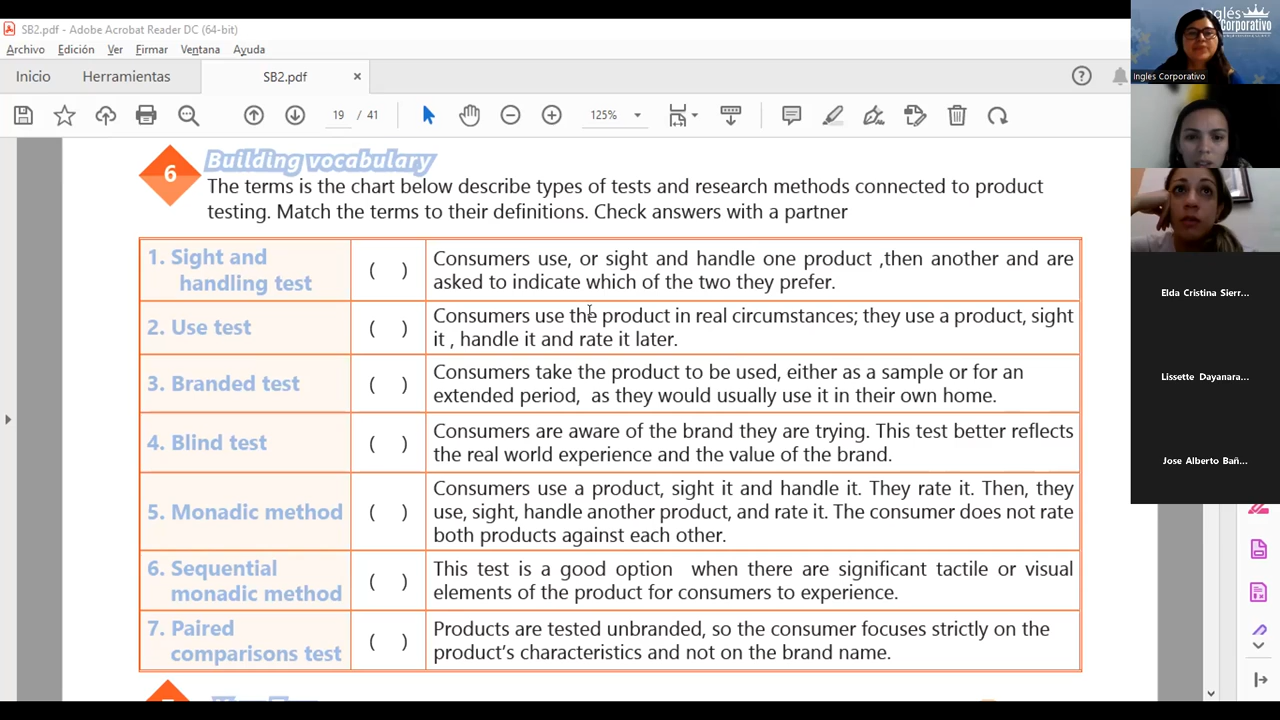 SB2.pdf - Adobe Acrobat Reader DC (64-bit)
Archivo Edición Ver Firmar Ventana Ayuda
Inicio Herramientas SB2.pdf ×
19 / 41 125%
6 Building vocabulary
The terms is the chart below describe types of tests and research methods connected to product
testing. Match the terms to their definitions. Check answers with a partner
1. Sight and
handling test
( )
Consumers use, or sight and handle one product ,then another and are
asked to indicate which of the two they prefer.
2. Use test
( )
Consumers use the product in real circumstances; they use a product, sight
it , handle it and rate it later.
3. Branded test
( )
Consumers take the product to be used, either as a sample or for an
extended period, as they would usually use it in their own home.
4. Blind test
( )
Consumers are aware of the brand they are trying. This test better reflects
the real world experience and the value of the brand.
5. Monadic method
( )
Consumers use a product, sight it and handle it. They rate it. Then, they
use, sight, handle another product, and rate it. The consumer does not rate
both products against each other.
6. Sequential
monadic method
( )
This test is a good option when there are significant tactile or visual
elements of the product for consumers to experience.
7. Paired
comparisons test
( )
Products are tested unbranded, so the consumer focuses strictly on the
product's characteristics and not on the brand name.
Inglés
Corporativo
Ingles Corporativo
Elda Cristina Sierr...
Lissette Dayanara...
Jose Alberto Bañ...